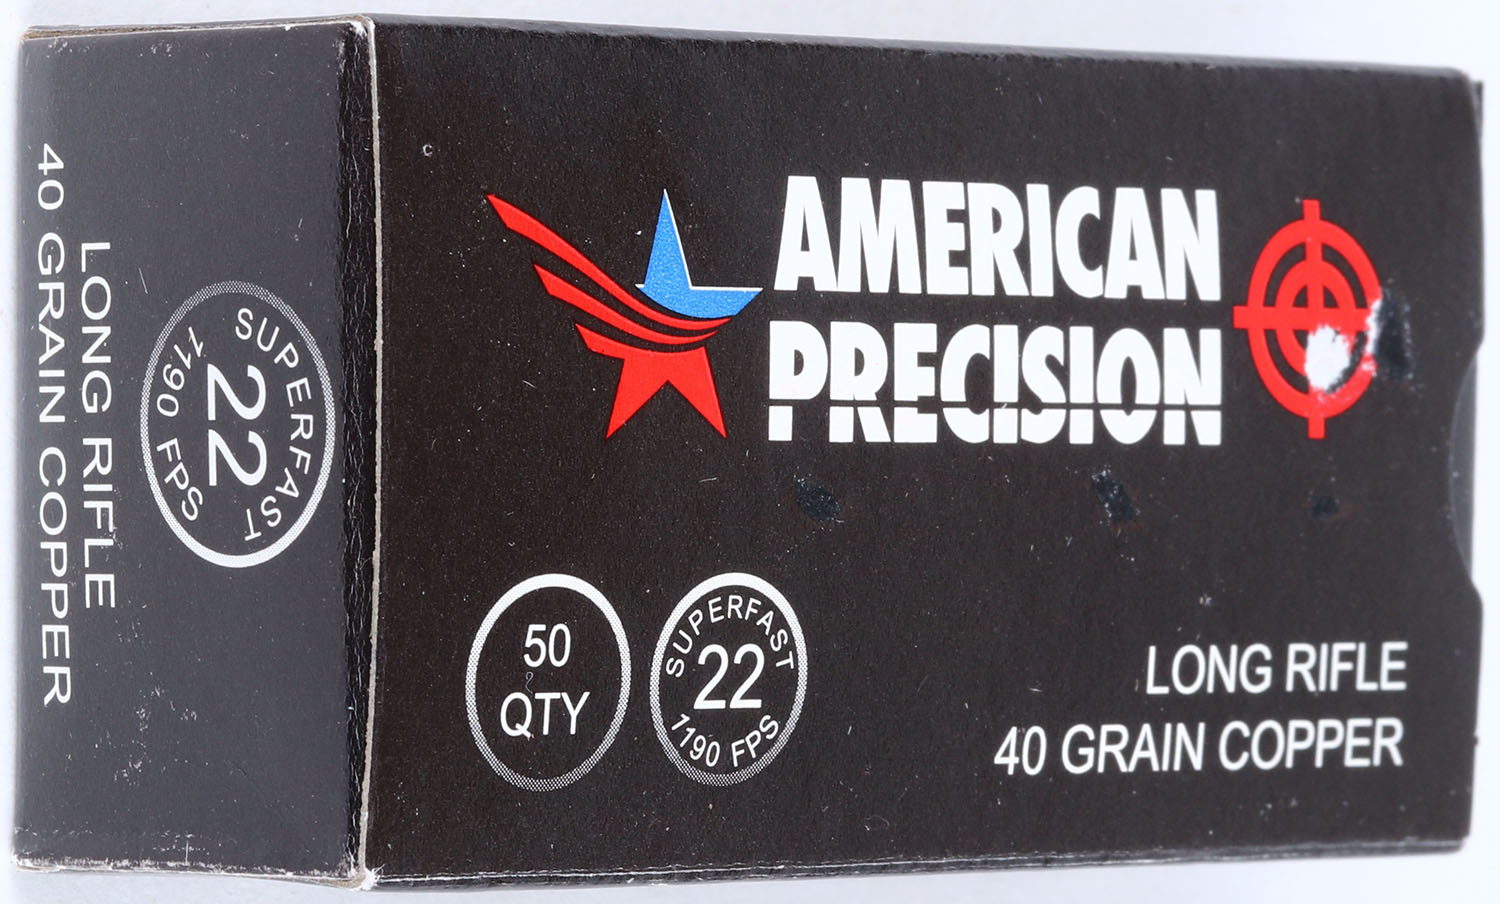 AMERICAN
PRECISION
50
QTY
SUPERFAST
22
1190 FPS
LONG RIFLE
40 GRAIN COPPER
SUPERFAST
22
1190 FPS
LONG RIFLE
40 GRAIN COPPER